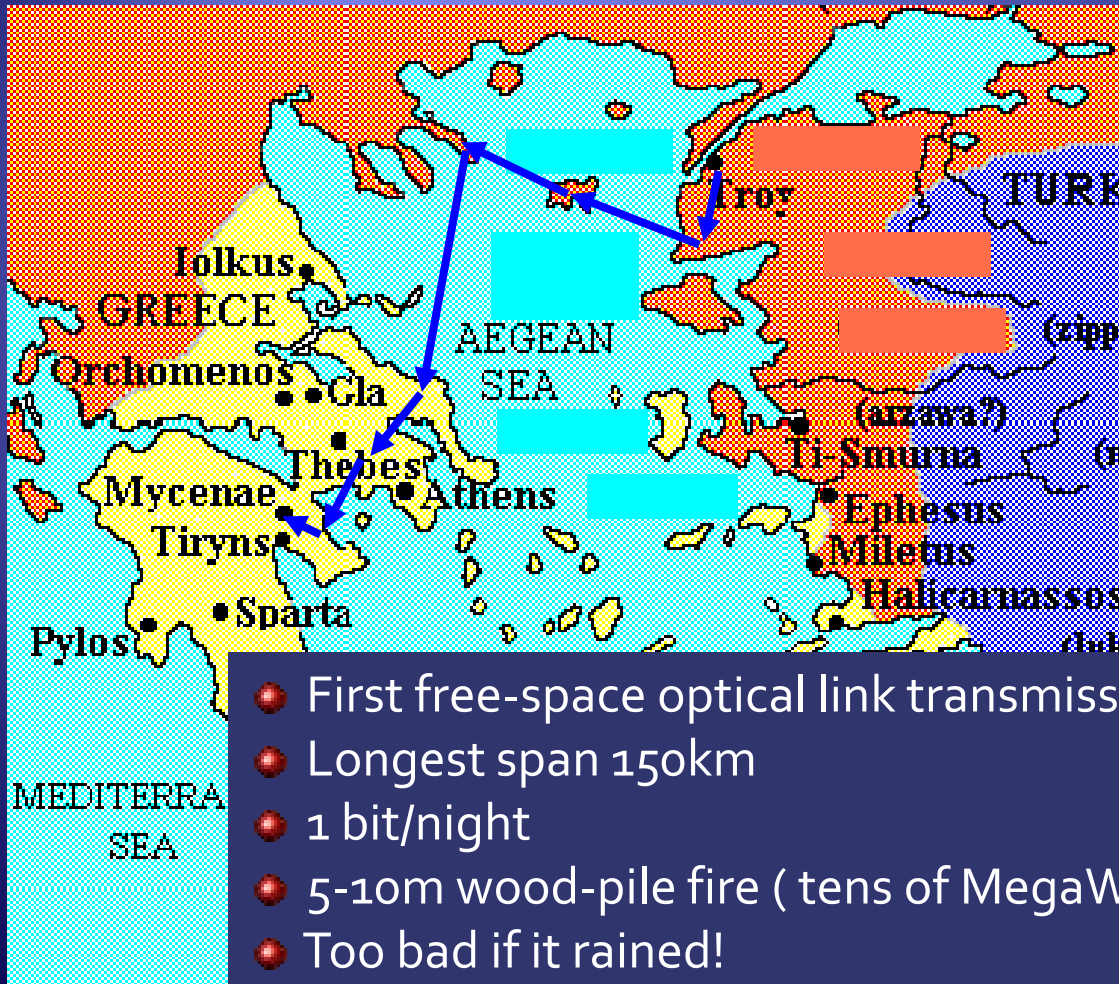 Troy
TURK
Iolkus
GREECE
AEGEAN
SEA
(zipp
Orchomenos
Gla
(arzawa?)
Ti-Smurna
Thebes
Mycenae
Athens
Ephesus
Tiryns
Miletus
Halicarnassos
Sparta
Pylos
First free-space optical link transmiss
Longest span 150km
1 bit/night
5-10m wood-pile fire ( tens of MegaW
Too bad if it rained!
MEDITERRA
SEA